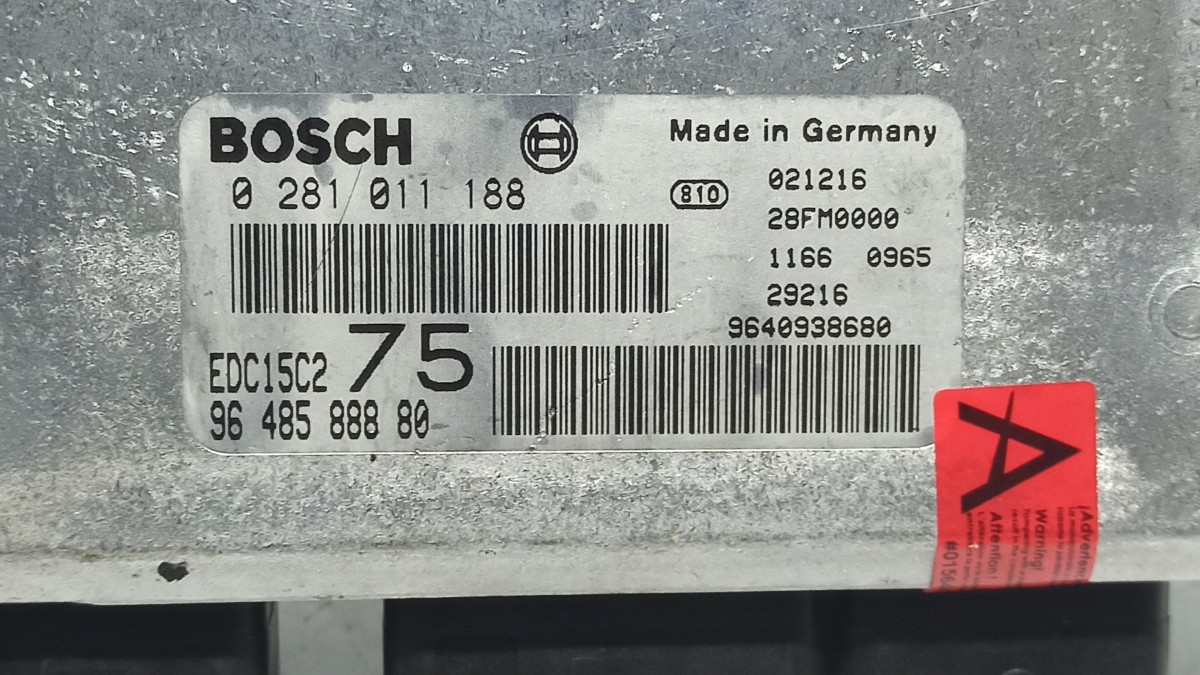 BOSCH
Made in Germany
0 281 011 188
810
021216
28FM0000
1166 0965
29216
9640938680
EDC15C2
75
96 485 888 80
A
Warning!
Attention !